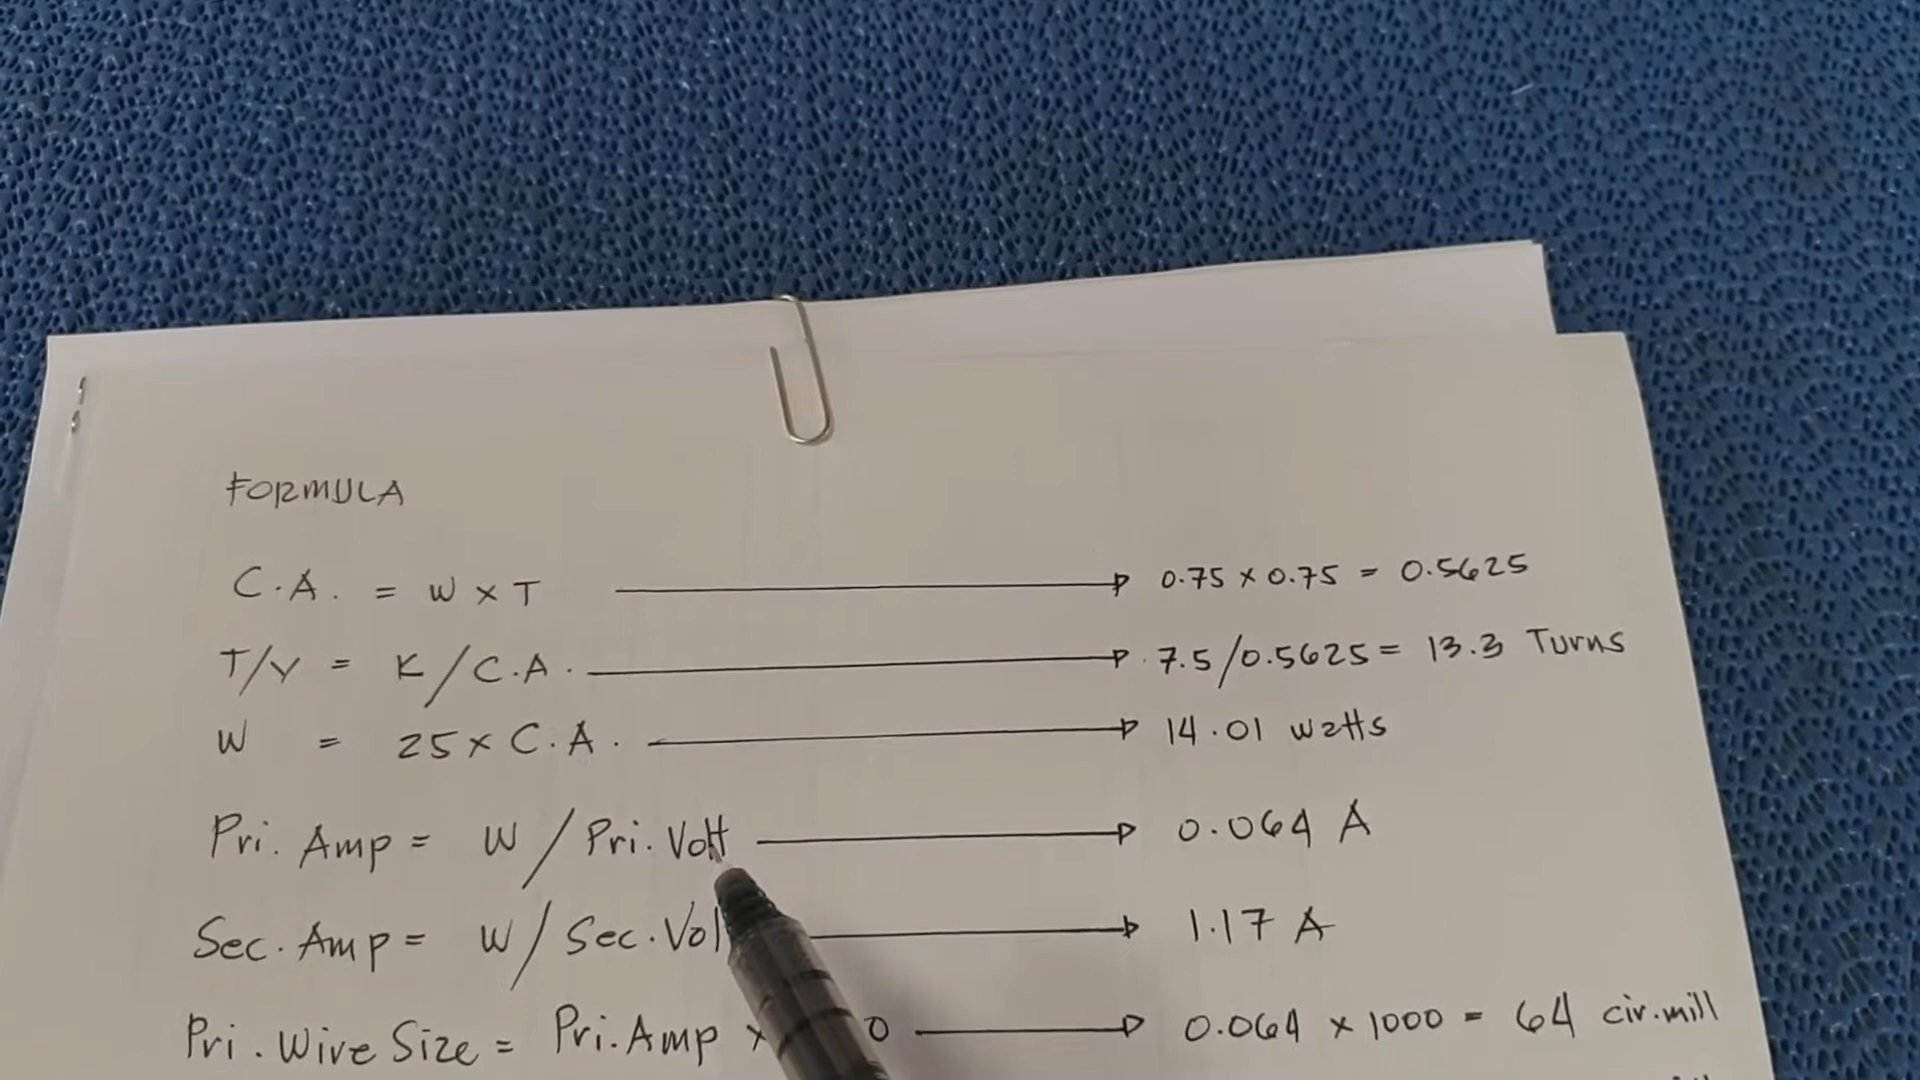 FORMULA
C.A. = W x T → 0.75 x 0.75 = 0.5625
T/V = K/C.A. → 7.5/0.5625 = 13.3 Turns
W = 25 x C.A. → 14.01 watts
Pri. Amp = W / Pri. Volt → 0.064 A
Sec. Amp = W / Sec. Vol → 1.17 A
Pri. Wire Size = Pri. Amp x 0 → 0.064 x 1000 = 64 cir.mill